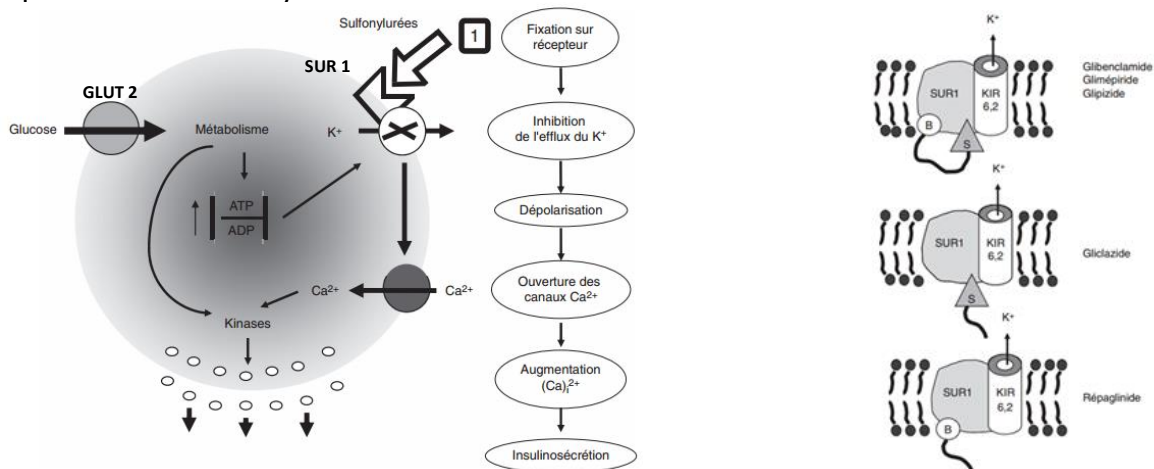 Sulfonylurées
1
SUR 1
GLUT 2
Glucose
Métabolisme
K+
ATP
ADP
Ca2+
Ca2+
Kinases
Fixation sur
récepteur
Inhibition
de l'efflux du K+
Dépolarisation
Ouverture des
canaux Ca2+
Augmentation
(Ca)i2+
Insulinosécrétion
K+
SUR1
KIR
6,2
B
S
Glibenclamide
Glimépiride
Glipizide
K+
SUR1
KIR
6,2
S
Gliclazide
K+
SUR1
KIR
6,2
B
Répaglinide